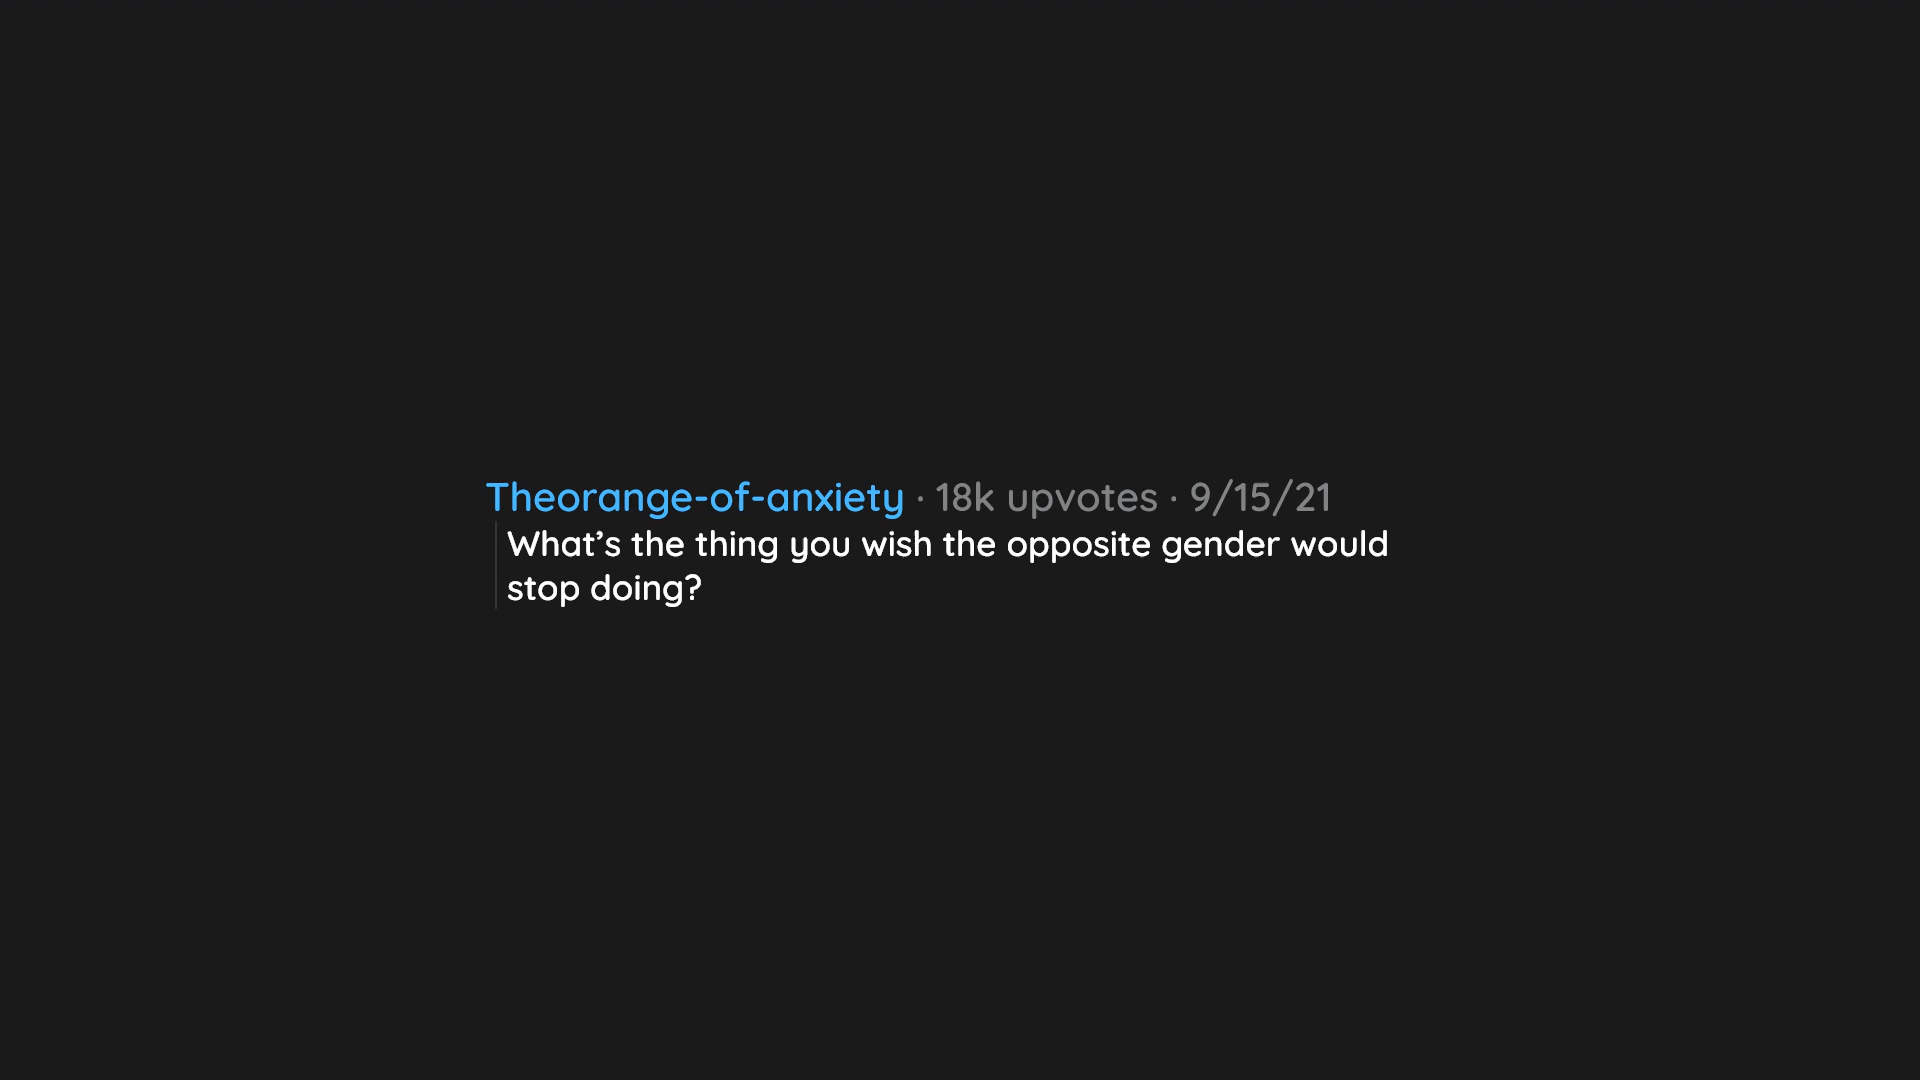 Theorange-of-anxiety · 18k upvotes · 9/15/21
What’s the thing you wish the opposite gender would
stop doing?